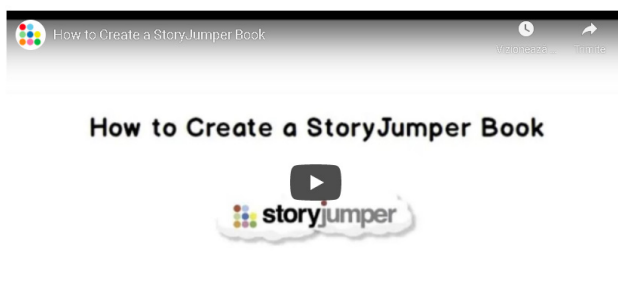 How to Create a StoryJumper Book
Vizionează ...
Trimite
How to Create a StoryJumper Book
storyjumper